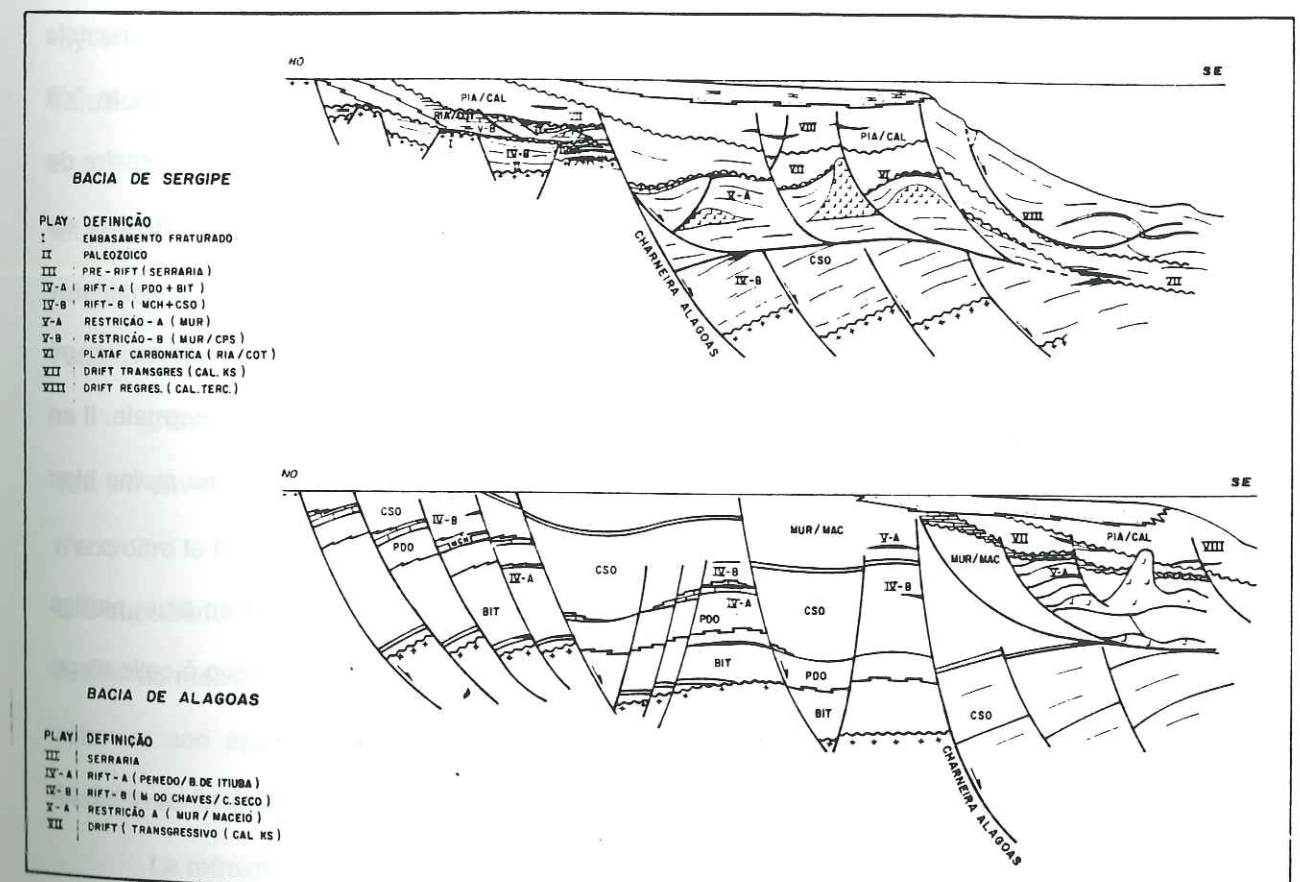 NO
SE
PIA/CAL
RIA/COT
V-B
III
IV-B
I
VIII
PIA/CAL
VII
VI
V-A
VIII
CSO
IV-B
VII
CHARNEIRA ALAGOAS
BACIA DE SERGIPE
PLAY DEFINIÇÃO
I EMBASAMENTO FRATURADO
II PALEOZOICO
III PRE-RIFT (SERRARIA)
IV-A RIFT-A ( PDO + BIT )
IV-B RIFT-B ( MCH+CSO )
V-A RESTRIÇÃO-A ( MUR )
V-B RESTRIÇÃO-B ( MUR/CPS )
VI PLATAF CARBONATICA ( RIA/COT )
VII DRIFT TRANSGRES (CAL. KS)
VIII DRIFT REGRES. ( CAL.TERC.)
NO
SE
CSO
IV-B
PDO
MCH
IV-A
BIT
CSO
IV-B
IV-A
PDO
BIT
MUR/MAC
V-A
CSO
IV-B
PDO
BIT
MUR/MAC
VII
PIA/CAL
V-A
VIII
CSO
CHARNEIRA ALAGOAS
BACIA DE ALAGOAS
PLAY DEFINIÇÃO
III SERRARIA
IV-A RIFT-A ( PENEDO/B.DE ITIUBA )
IV-B RIFT-B ( M DO CHAVES / C.SECO )
V-A RESTRIÇÃO A ( MUR / MACEIÓ )
VII DRIFT ( TRANSGRESSIVO ( CAL KS )